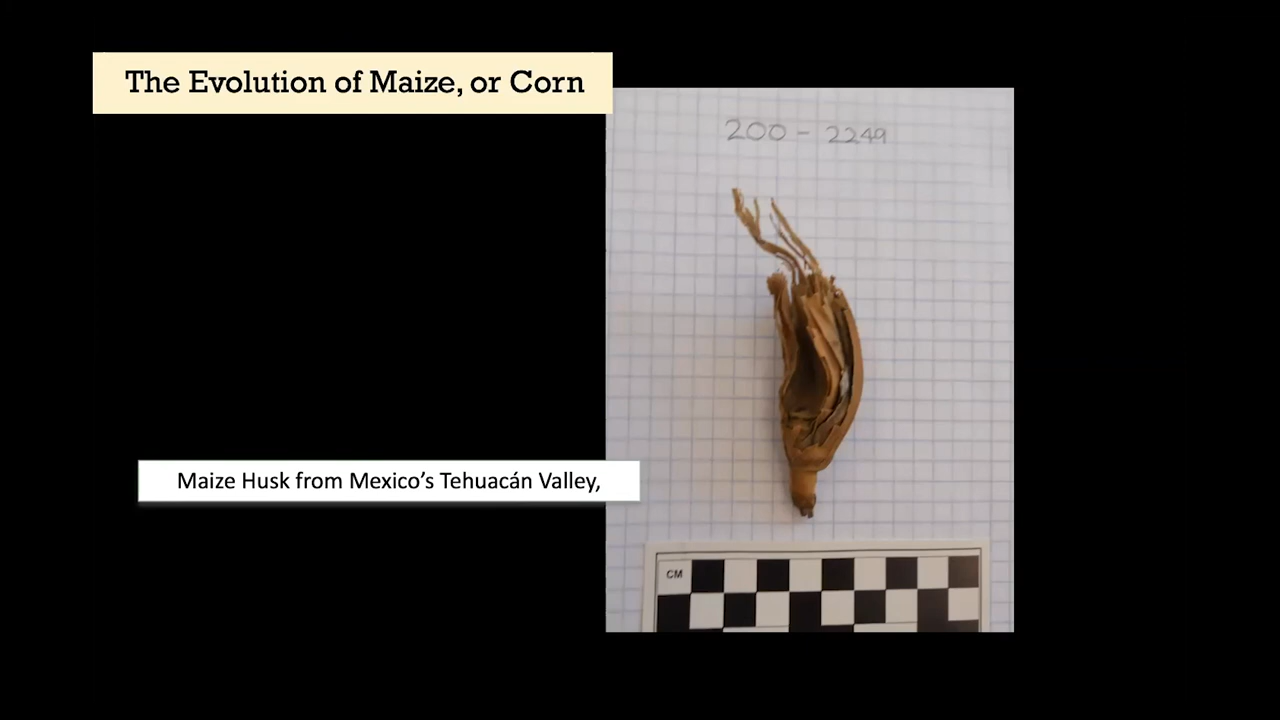 The Evolution of Maize, or Corn
200 - 2249
Maize Husk from Mexico's Tehuacán Valley,
CM